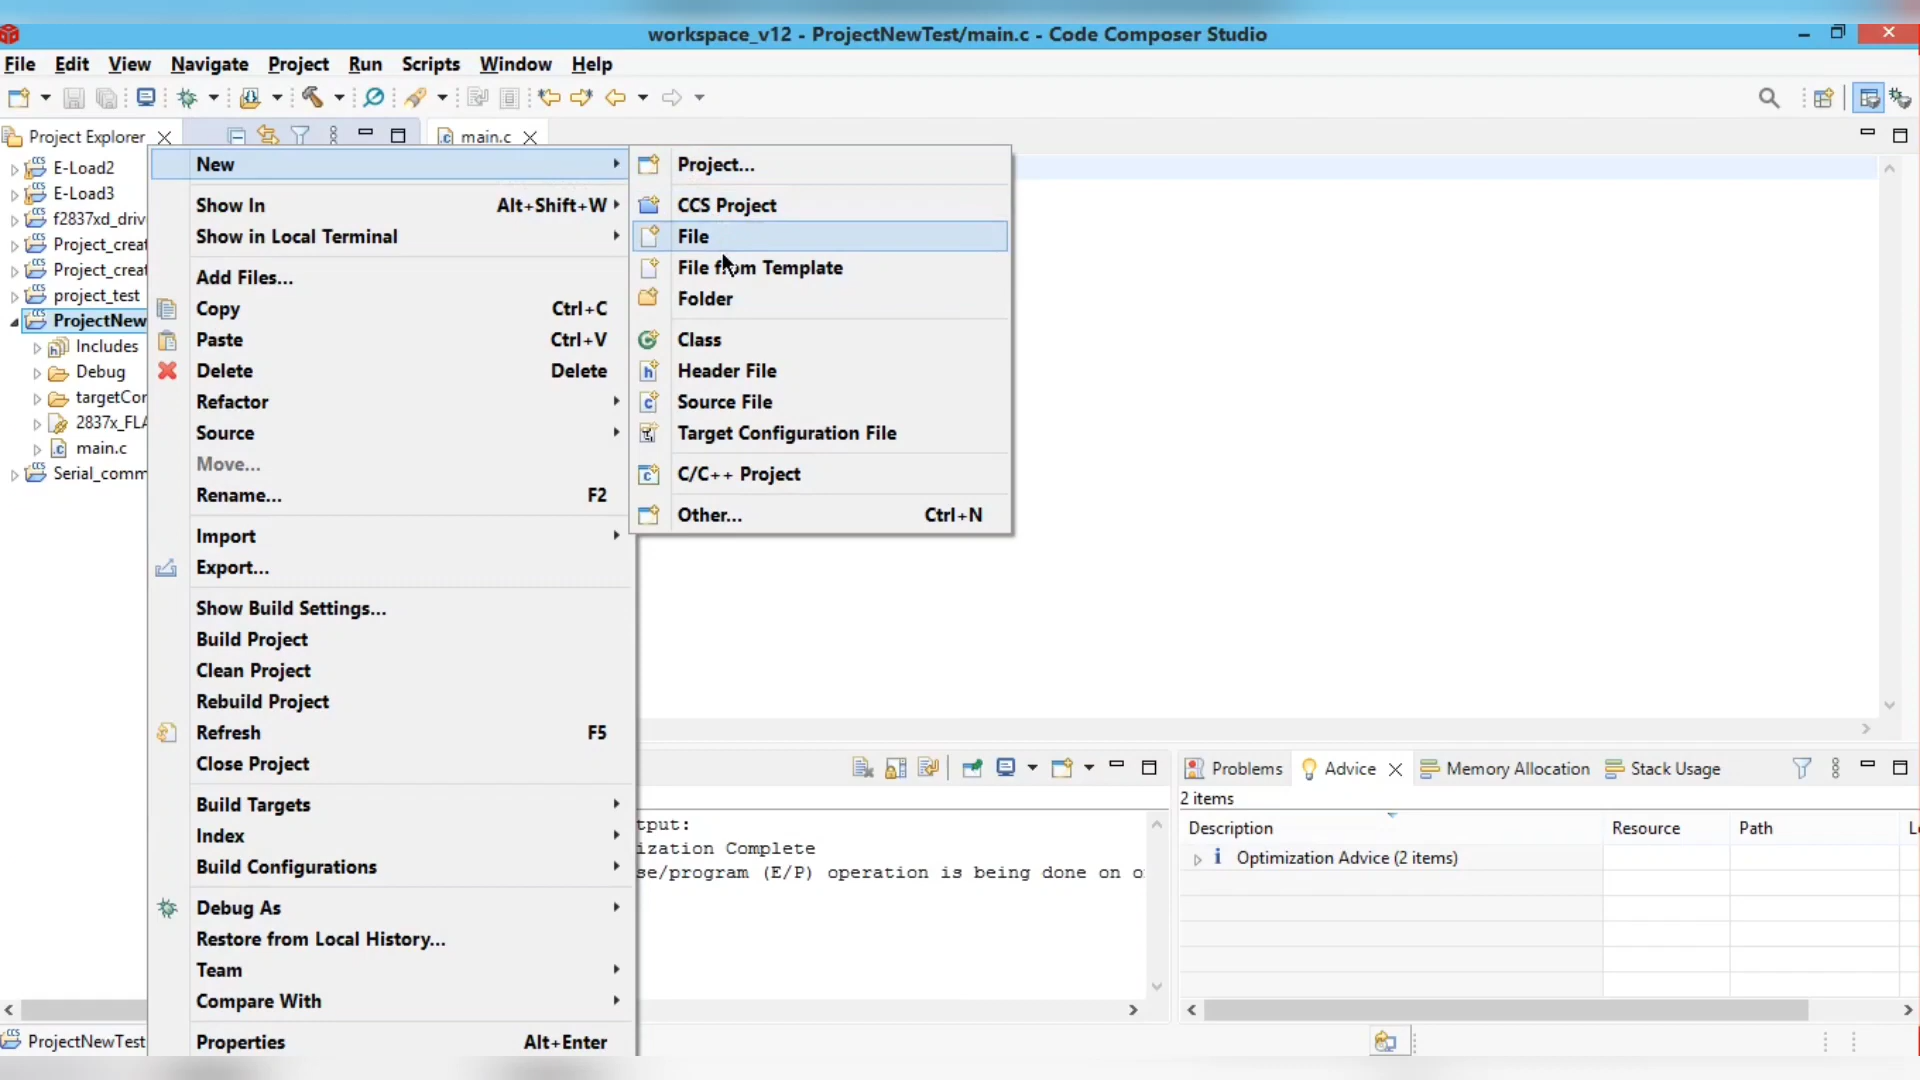 workspace_v12 - ProjectNewTest/main.c - Code Composer Studio
File Edit View Navigate Project Run Scripts Window Help
Project Explorer
main.c
E-Load2
E-Load3
f2837xd_driv
Project_creat
Project_creat
project_test
ProjectNew
Includes
Debug
targetCor
2837x_FLA
main.c
Serial_comm
New
Show In Alt+Shift+W
Show in Local Terminal
Add Files...
Copy Ctrl+C
Paste Ctrl+V
Delete Delete
Refactor
Source
Move...
Rename... F2
Import
Export...
Show Build Settings...
Build Project
Clean Project
Rebuild Project
Refresh F5
Close Project
Build Targets
Index
Build Configurations
Debug As
Restore from Local History...
Team
Compare With
Properties Alt+Enter
Project...
CCS Project
File
File from Template
Folder
Class
Header File
Source File
Target Configuration File
C/C++ Project
Other... Ctrl+N
tput:
ization Complete
se/program (E/P) operation is being done on o
Problems Advice Memory Allocation Stack Usage
2 items
Description Resource Path
Optimization Advice (2 items)
ProjectNewTest